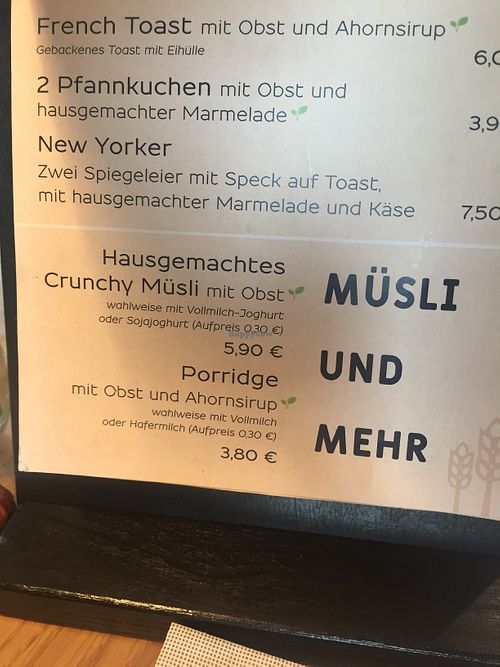 French Toast mit Obst und Ahornsirup
Gebackenes Toast mit Eihülle
6,0
2 Pfannkuchen mit Obst und
hausgemachter Marmelade
3,9
New Yorker
Zwei Spiegeleier mit Speck auf Toast,
mit hausgemachter Marmelade und Käse
7,50
Hausgemachtes
Crunchy Müsli mit Obst
wahlweise mit Vollmilch-Joghurt
oder Sojajoghurt (Aufpreis 0,30 €)
5,90 €
Porridge
mit Obst und Ahornsirup
wahlweise mit Vollmilch
oder Hafermilch (Aufpreis 0,30 €)
3,80 €
MÜSLI
UND
MEHR